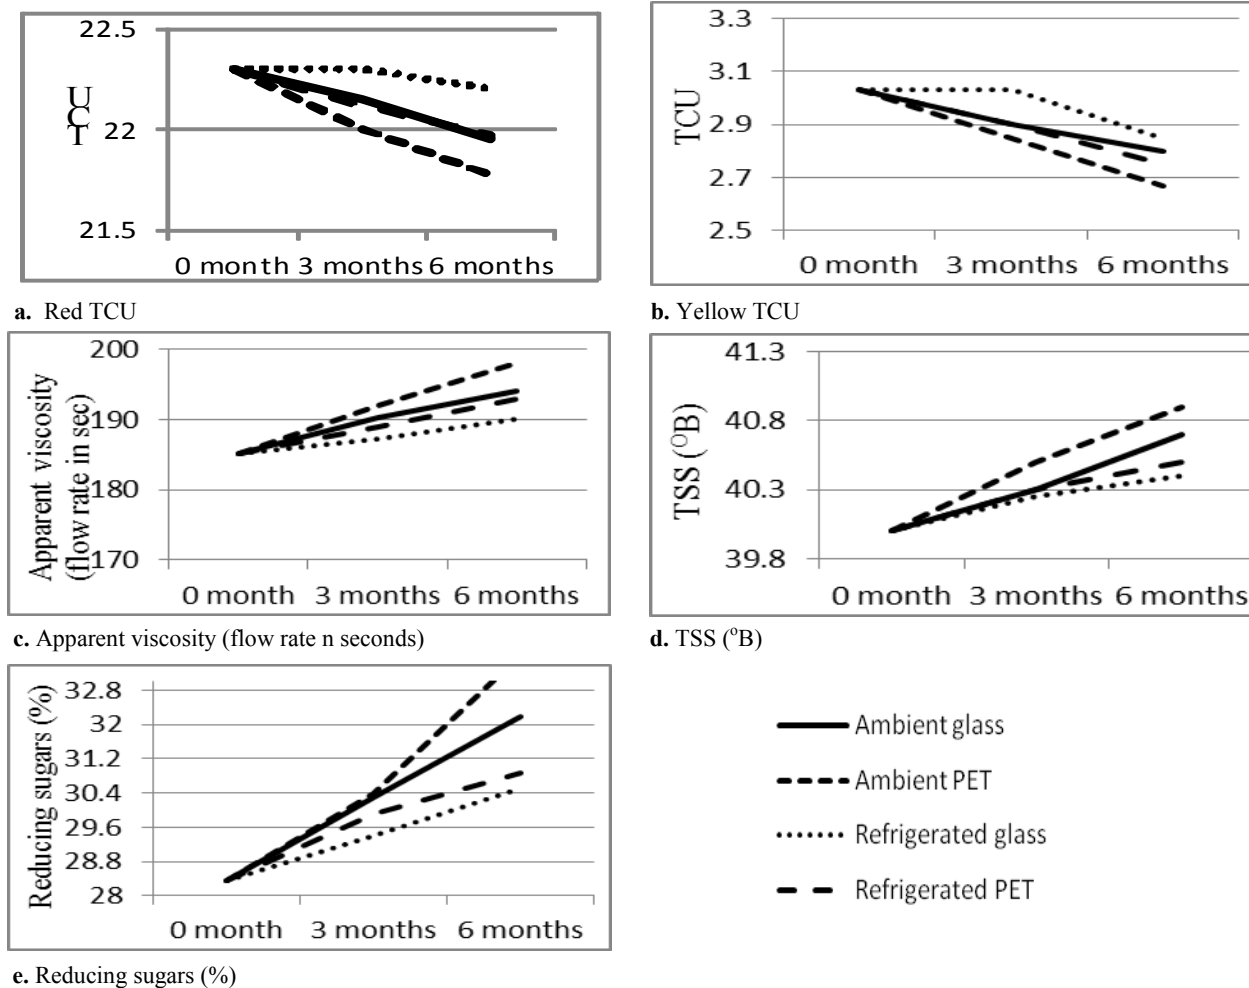 22.5
22
21.5
TCU
0 month 3 months 6 months
a. Red TCU
3.3
3.1
2.9
2.7
2.5
TCU
0 month 3 months 6 months
b. Yellow TCU
200
190
180
170
Apparent viscosity
(flow rate in sec)
0 month 3 months 6 months
c. Apparent viscosity (flow rate n seconds)
41.3
40.8
40.3
39.8
TSS (ºB)
0 month 3 months 6 months
d. TSS (ºB)
32.8
32
31.2
30.4
29.6
28.8
28
Reducing sugars (%)
0 month 3 months 6 months
e. Reducing sugars (%)
Ambient glass
Ambient PET
Refrigerated glass
Refrigerated PET